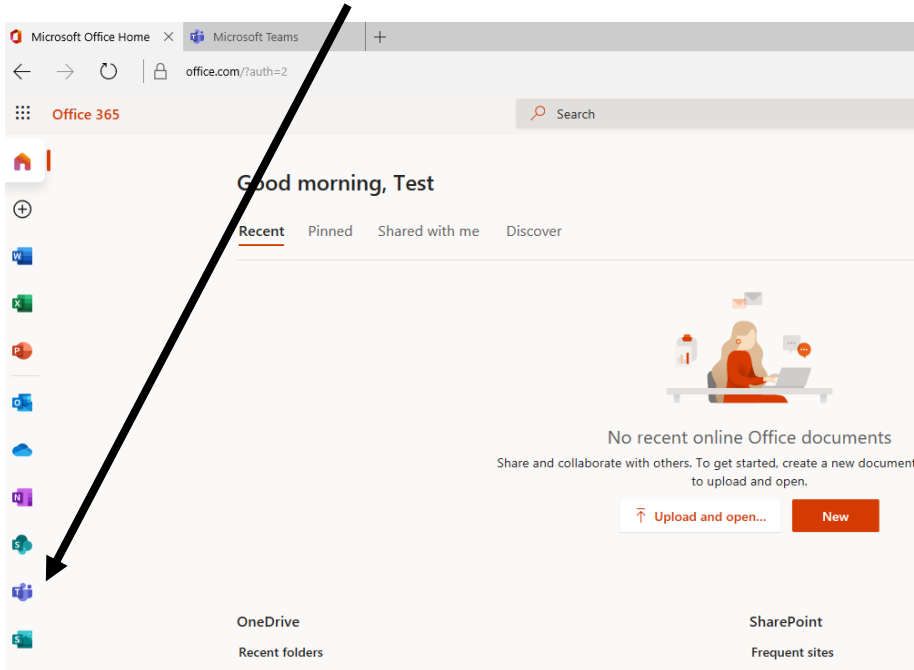 Microsoft Office Home
Microsoft Teams
office.com/?auth=2
Office 365
Search
Good morning, Test
Recent Pinned Shared with me Discover
W
X
P
O
N
S
T
S
No recent online Office documents
Share and collaborate with others. To get started, create a new document
to upload and open.
Upload and open...
New
OneDrive
SharePoint
Recent folders
Frequent sites